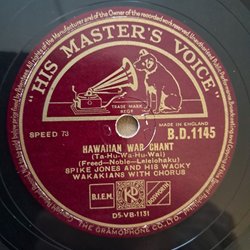 "HIS MASTER'S VOICE"
TRADE MARK
REGD
MADE IN ENGLAND
SPEED 78
B.D.1145
HAWAIIAN WAR CHANT
(Ta-Hu-Wa-Hu-Wai)
(Freed—Noble—Leleiohaku)
SPIKE JONES AND HIS WACKY
WAKAKIANS WITH CHORUS
B.I.E.M.
D5-VB-1131
THE GRAMOPHONE CO. LTD.